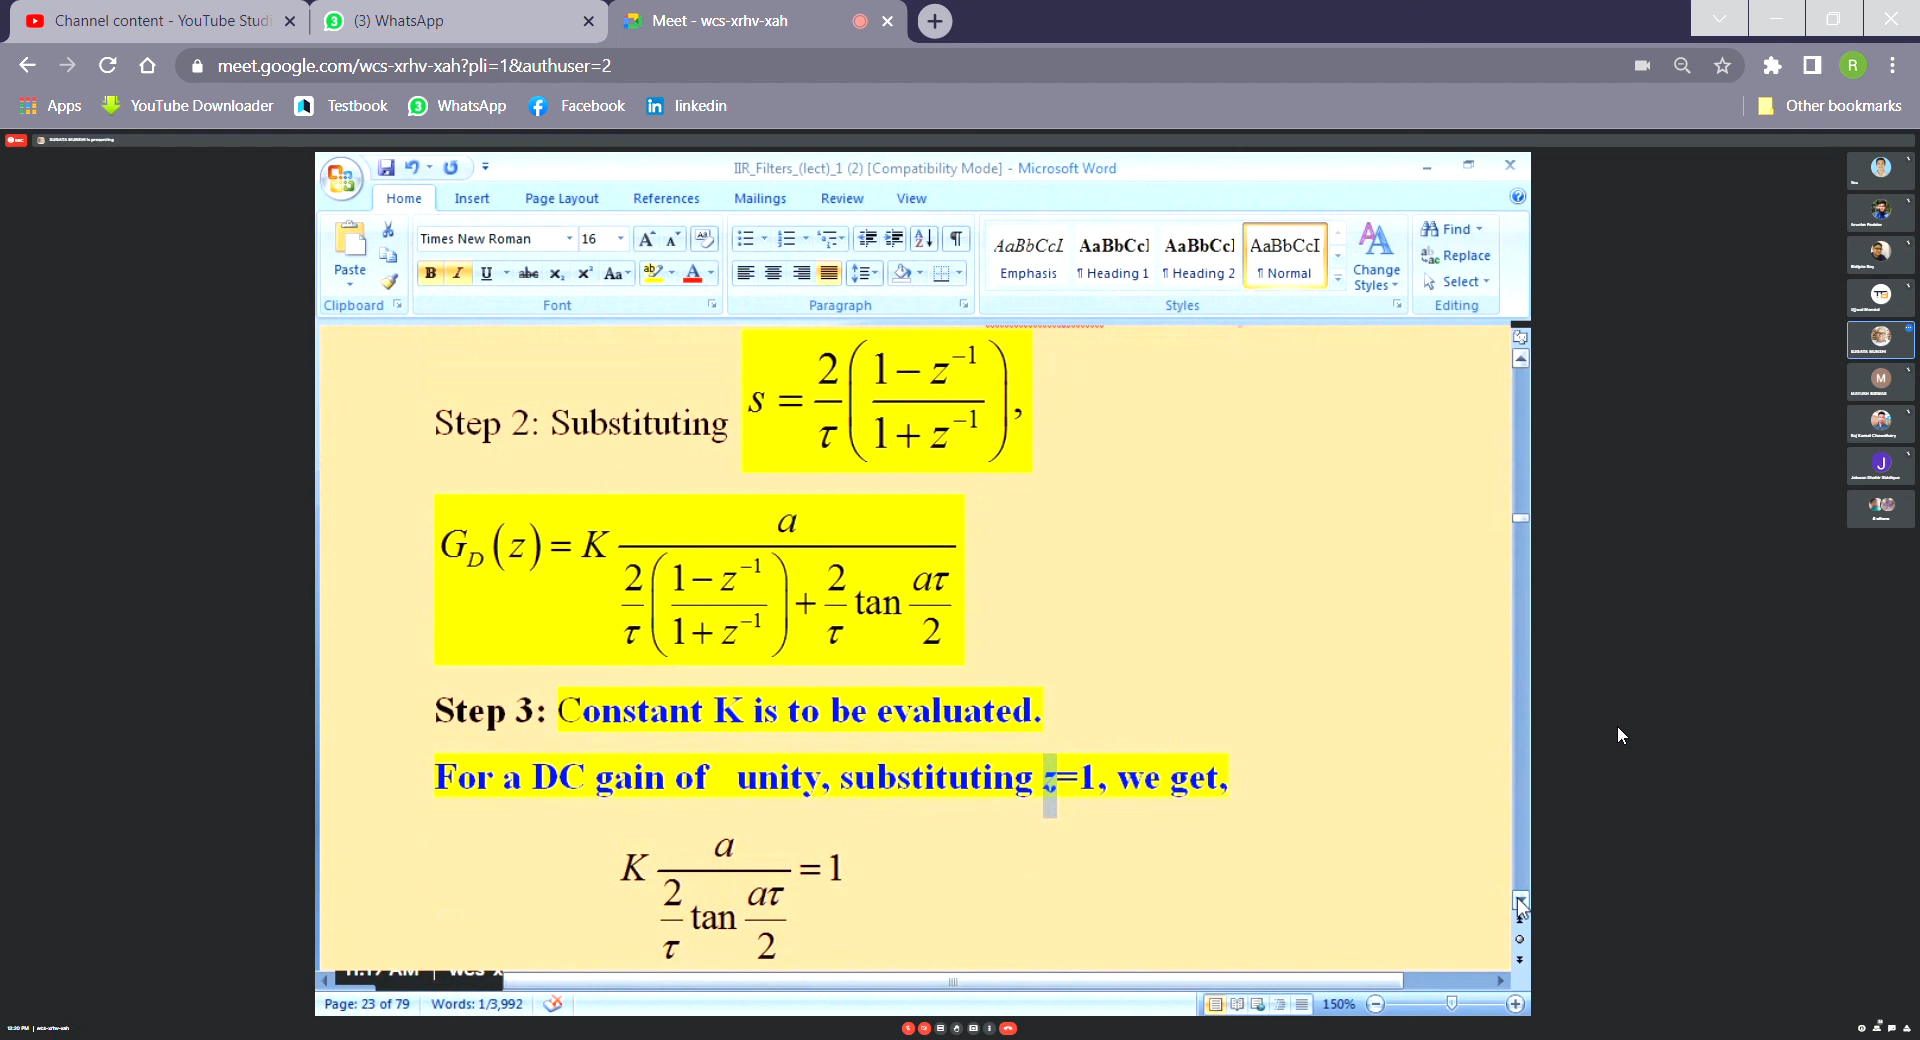 Channel content - YouTube Studi
(3) WhatsApp
Meet - wcs-xrhv-xah
meet.google.com/wcs-xrhv-xah?pli=1&authuser=2
R
Apps
YouTube Downloader
Testbook
WhatsApp
Facebook
linkedin
Other bookmarks
IIR_Filters_(lect)_1 (2) [Compatibility Mode] - Microsoft Word
Home Insert Page Layout References Mailings Review View
Times New Roman 16
Paste
Clipboard
Font
Paragraph
AaBbCcI AaBbCcI AaBbCcI AaBbCcI
Emphasis ¶ Heading 1 ¶ Heading 2 ¶ Normal
Change Styles
Styles
Find
Replace
Select
Editing
Step 2: Substituting s = 2/τ ( (1 − z^−1) / (1 + z^−1) ),
G_D(z) = K a / ( 2/τ ( (1 − z^−1) / (1 + z^−1) ) + 2/τ tan aτ/2 )
Step 3: Constant K is to be evaluated.
For a DC gain of unity, substituting z=1, we get,
K a / ( 2/τ tan aτ/2 ) = 1
Page: 23 of 79
Words: 1/3,992
150%
M
J
12:20 PM | wcs-xrhv-xah